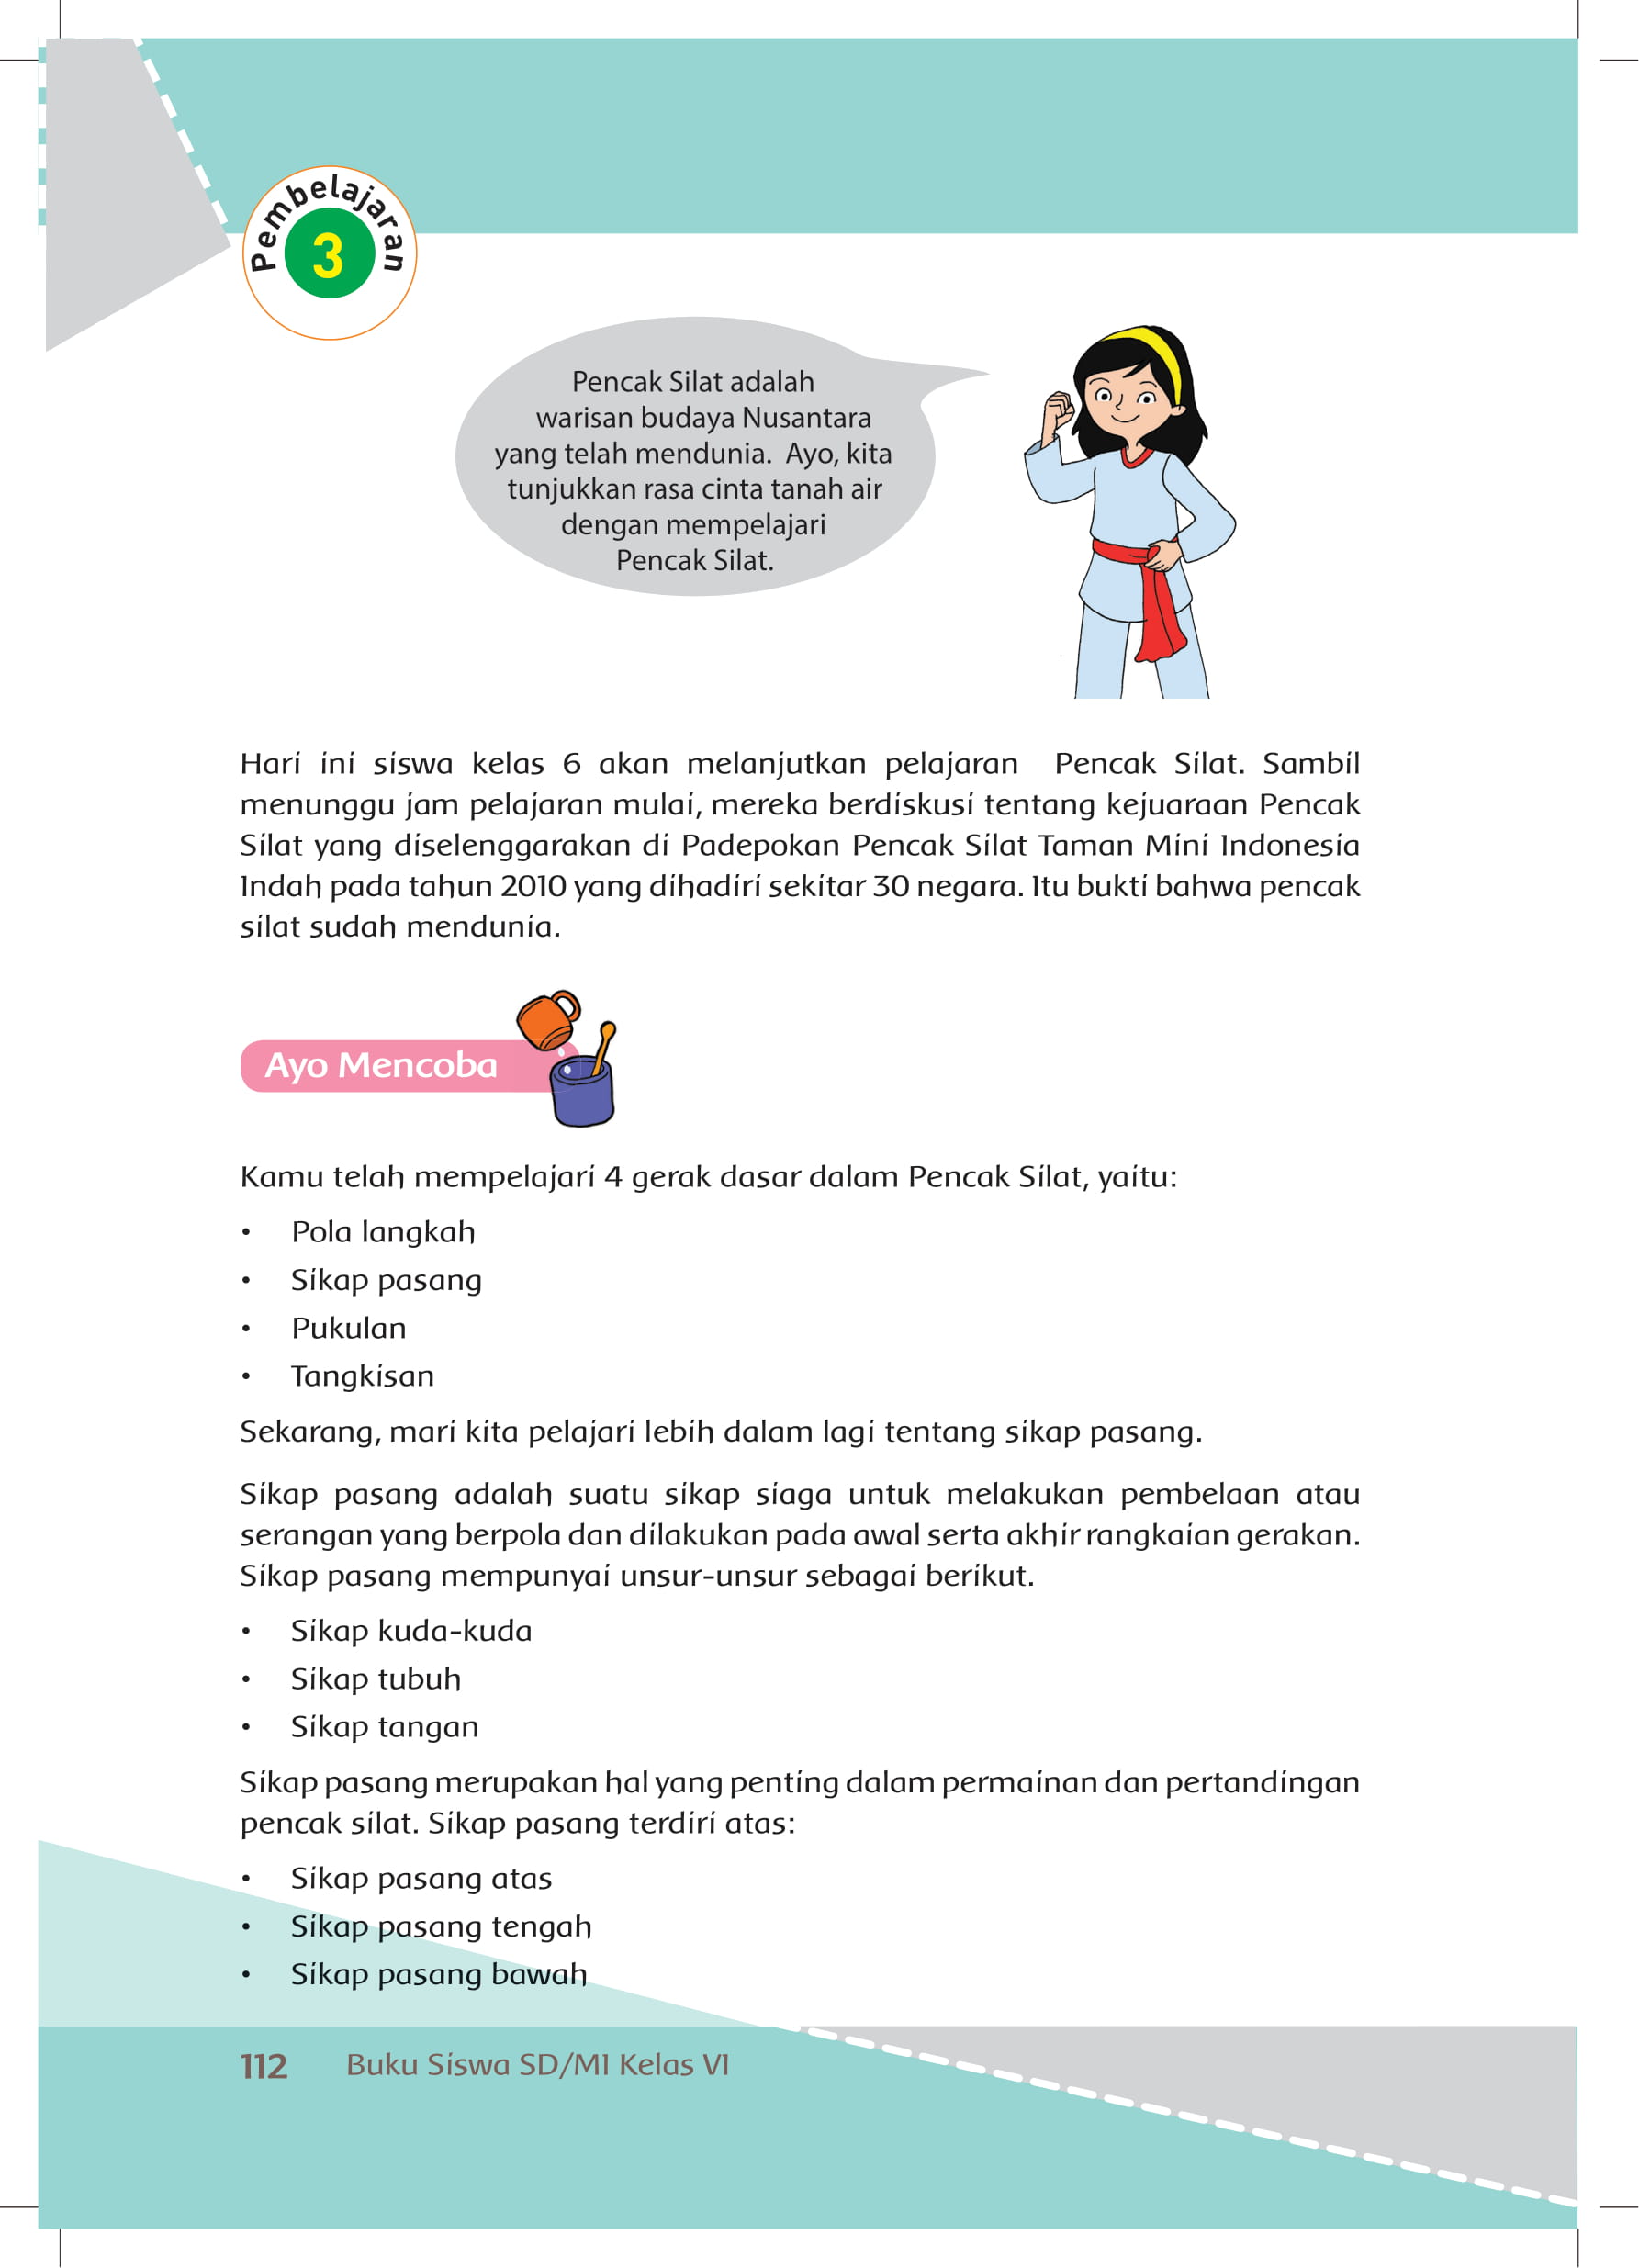 Pembelajaran
3
Pencak Silat adalah
warisan budaya Nusantara
yang telah mendunia. Ayo, kita
tunjukkan rasa cinta tanah air
dengan mempelajari
Pencak Silat.
Hari ini siswa kelas 6 akan melanjutkan pelajaran Pencak Silat. Sambil
menunggu jam pelajaran mulai, mereka berdiskusi tentang kejuaraan Pencak
Silat yang diselenggarakan di Padepokan Pencak Silat Taman Mini Indonesia
Indah pada tahun 2010 yang dihadiri sekitar 30 negara. Itu bukti bahwa pencak
silat sudah mendunia.
Ayo Mencoba
Kamu telah mempelajari 4 gerak dasar dalam Pencak Silat, yaitu:
• Pola langkah
• Sikap pasang
• Pukulan
• Tangkisan
Sekarang, mari kita pelajari lebih dalam lagi tentang sikap pasang.
Sikap pasang adalah suatu sikap siaga untuk melakukan pembelaan atau
serangan yang berpola dan dilakukan pada awal serta akhir rangkaian gerakan.
Sikap pasang mempunyai unsur-unsur sebagai berikut.
• Sikap kuda-kuda
• Sikap tubuh
• Sikap tangan
Sikap pasang merupakan hal yang penting dalam permainan dan pertandingan
pencak silat. Sikap pasang terdiri atas:
• Sikap pasang atas
• Sikap pasang tengah
• Sikap pasang bawah
112 Buku Siswa SD/MI Kelas VI